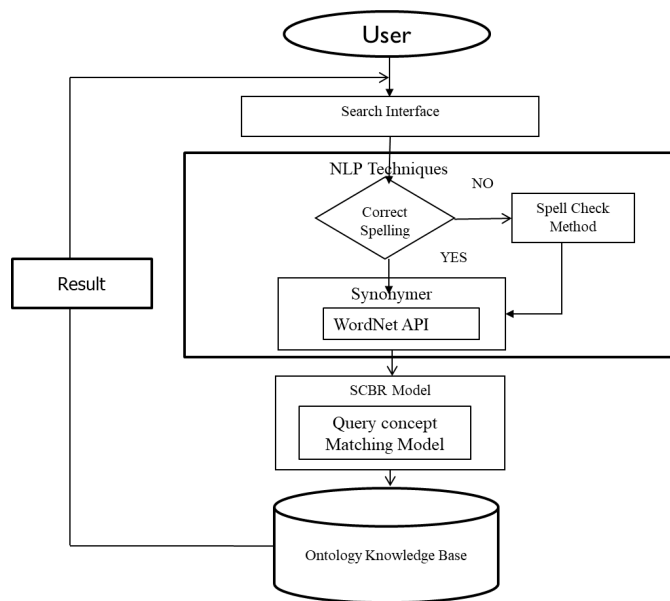 User
Search Interface
NLP Techniques
NO
Correct
Spelling
Spell Check
Method
YES
Result
Synonymer
WordNet API
SCBR Model
Query concept
Matching Model
Ontology Knowledge Base